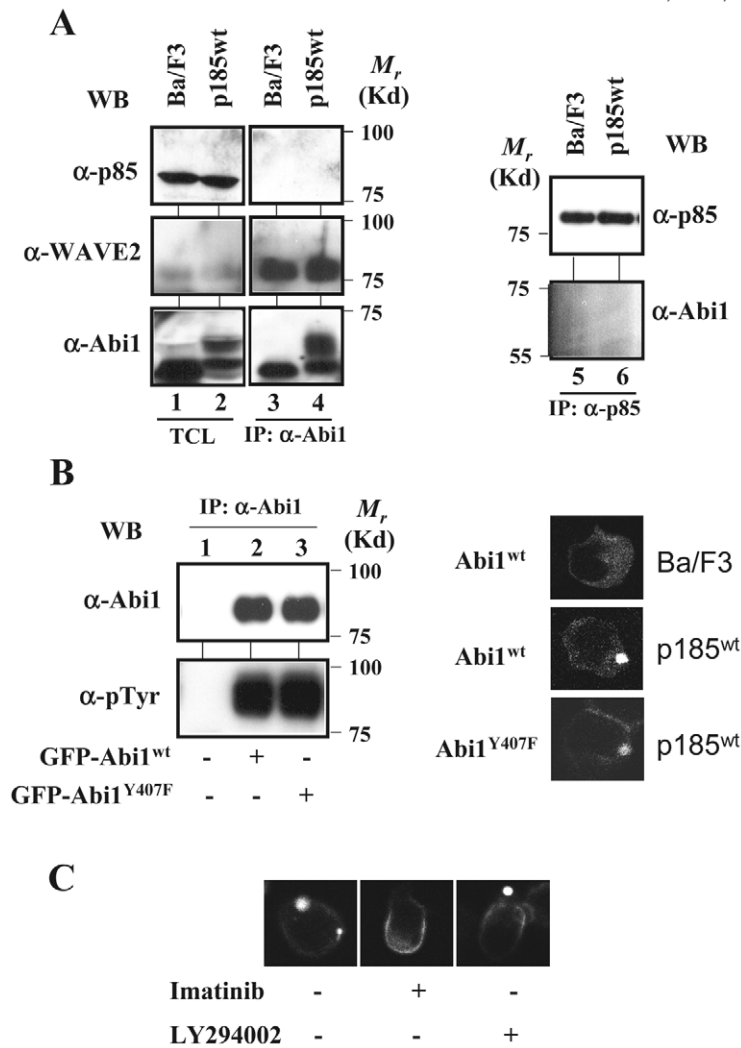 A
WB Ba/F3 p185wt Ba/F3 p185wt Mr (Kd)
α-p85 100 75
α-WAVE2 100 75
α-Abi1 75
1 2 3 4
TCL IP: α-Abi1
Mr (Kd) Ba/F3 p185wt WB
75 α-p85
75 α-Abi1
55
5 6
IP: α-p85
B
IP: α-Abi1
WB 1 2 3 Mr (Kd)
α-Abi1 100 75
α-pTyr 100 75
GFP-Abi1wt - + -
GFP-Abi1Y407F - - +
Abi1wt Ba/F3
Abi1wt p185wt
Abi1Y407F p185wt
C
Imatinib - + -
LY294002 - - +